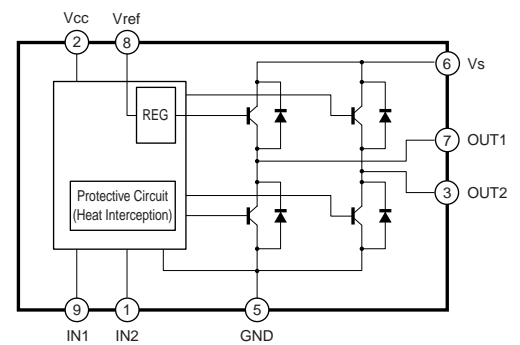 Vcc Vref
2 8
6 Vs
REG
7 OUT1
Protective Circuit
(Heat Interception)
3 OUT2
9 1 5
IN1 IN2 GND